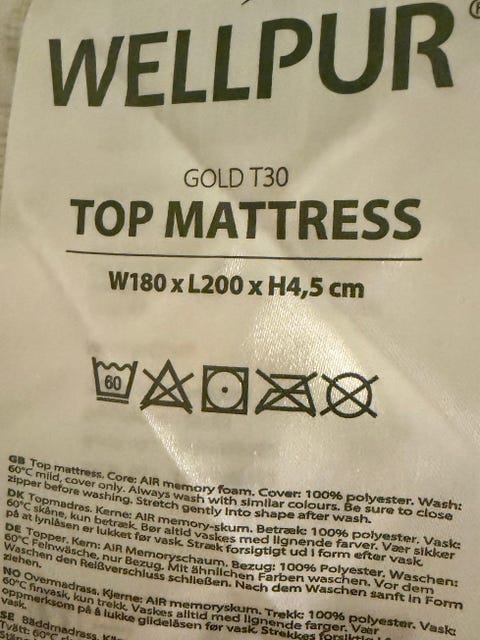 WELLPUR®
GOLD T30
TOP MATTRESS
W180 x L200 x H4,5 cm
60
GB Top mattress. Core: AIR memory foam. Cover: 100% polyester. Wash:
60°C mild, cover only. Always wash with similar colours. Be sure to close
zipper before washing. Stretch gently into shape after wash.
DK Topmadras. Kerne: AIR memory-skum. Betræk: 100% polyester. Vask:
60°C skåne, kun betræk. Bør altid vaskes med lignende farver. Vær sikker
på at lynlåsen er lukket før vask. Stræk forsigtigt ud i form efter vask.
DE Topper. Kern: AIR Memoryschaum. Bezug: 100% Polyester. Waschen:
60°C Feinwäsche, nur Bezug. Mit ähnlichen Farben waschen. Vor dem
Waschen den Reißverschluss schließen. Nach dem Waschen sanft in Form
ziehen.
NO Overmadrass. Kjerne: AIR memoryskum. Trekk: 100% polyester. Vask:
60°C finvask, kun trekk. Vaskes alltid med lignende farger. Vær
oppmerksom på å lukke glidelåsen før vask. Strekkes forsiktig
vask.
SE Bäddmadrass.
Tvätt: 60°C